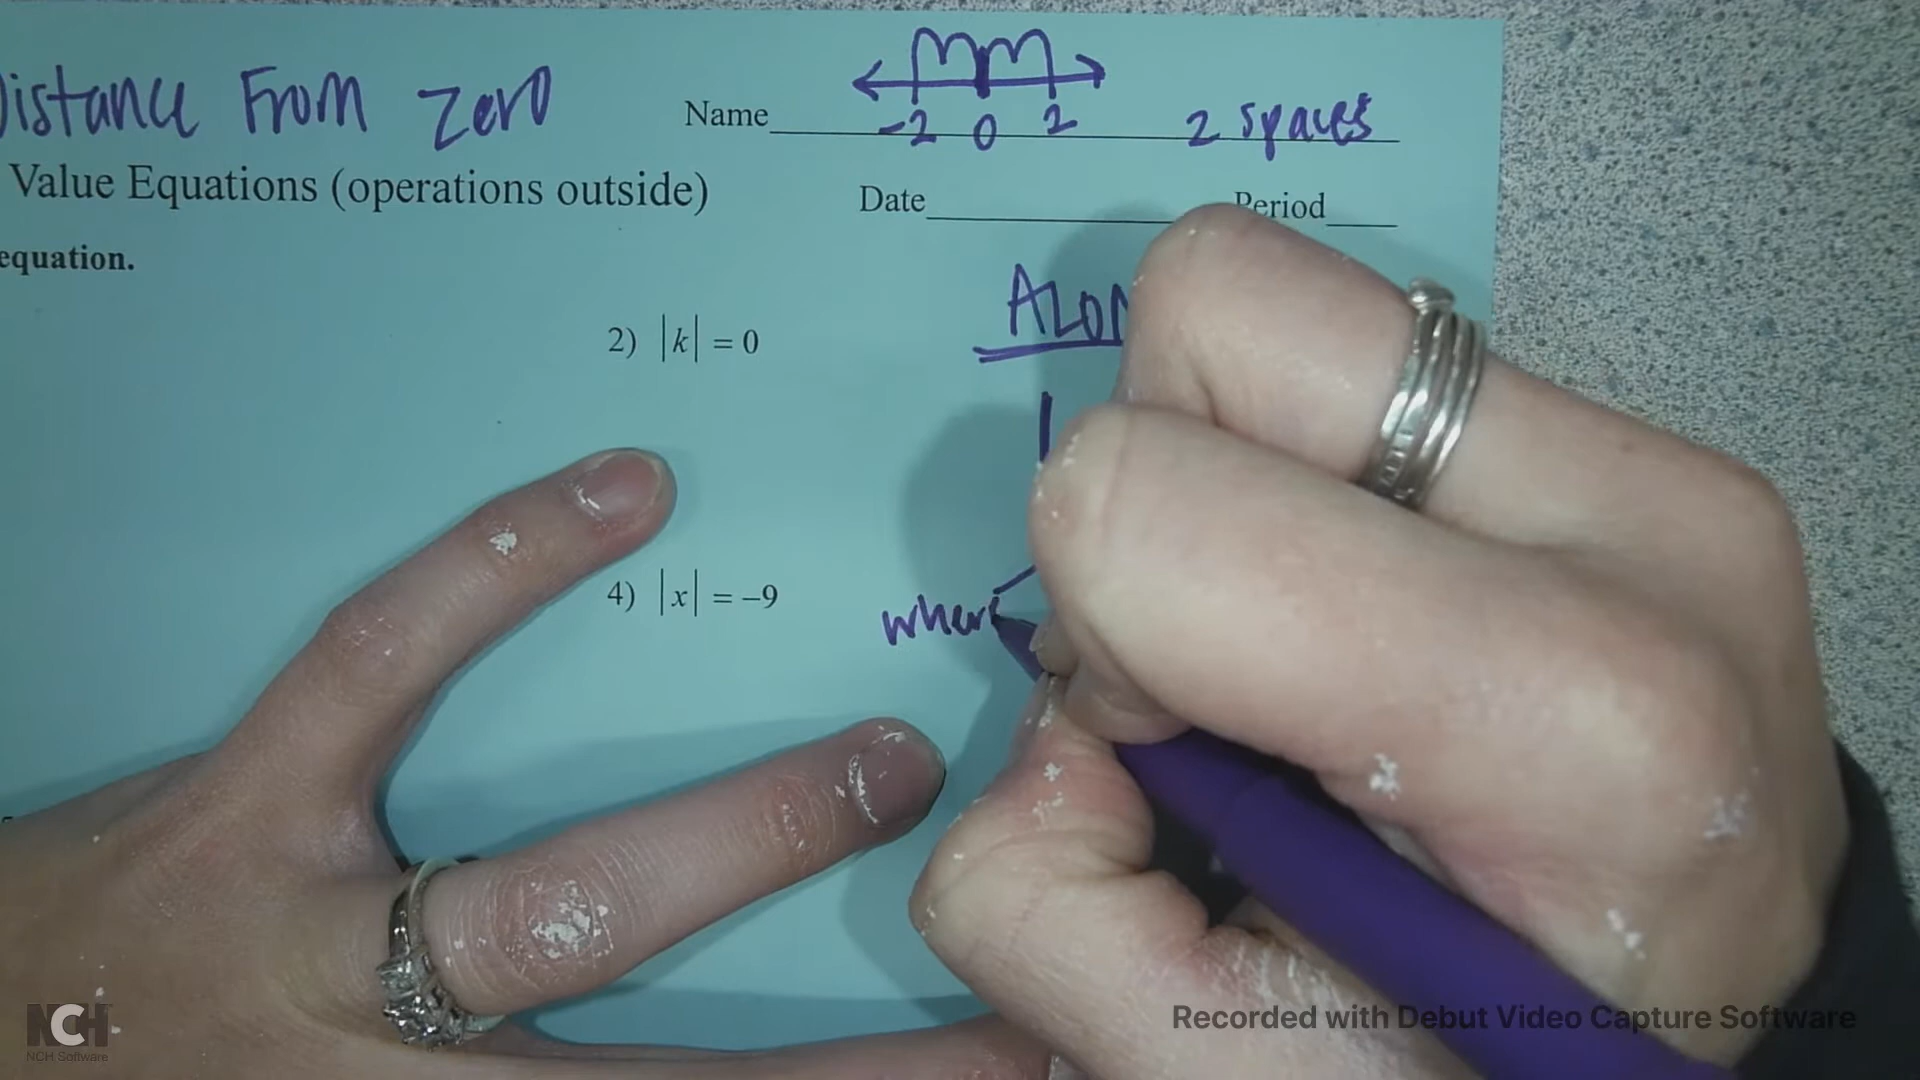 Distance From Zero
Name
-2 0 2
2 spaces
Value Equations (operations outside)
Date
Period
equation.
2) |k| = 0
4) |x| = −9
where
NCH
NCH Software
Recorded with Debut Video Capture Software